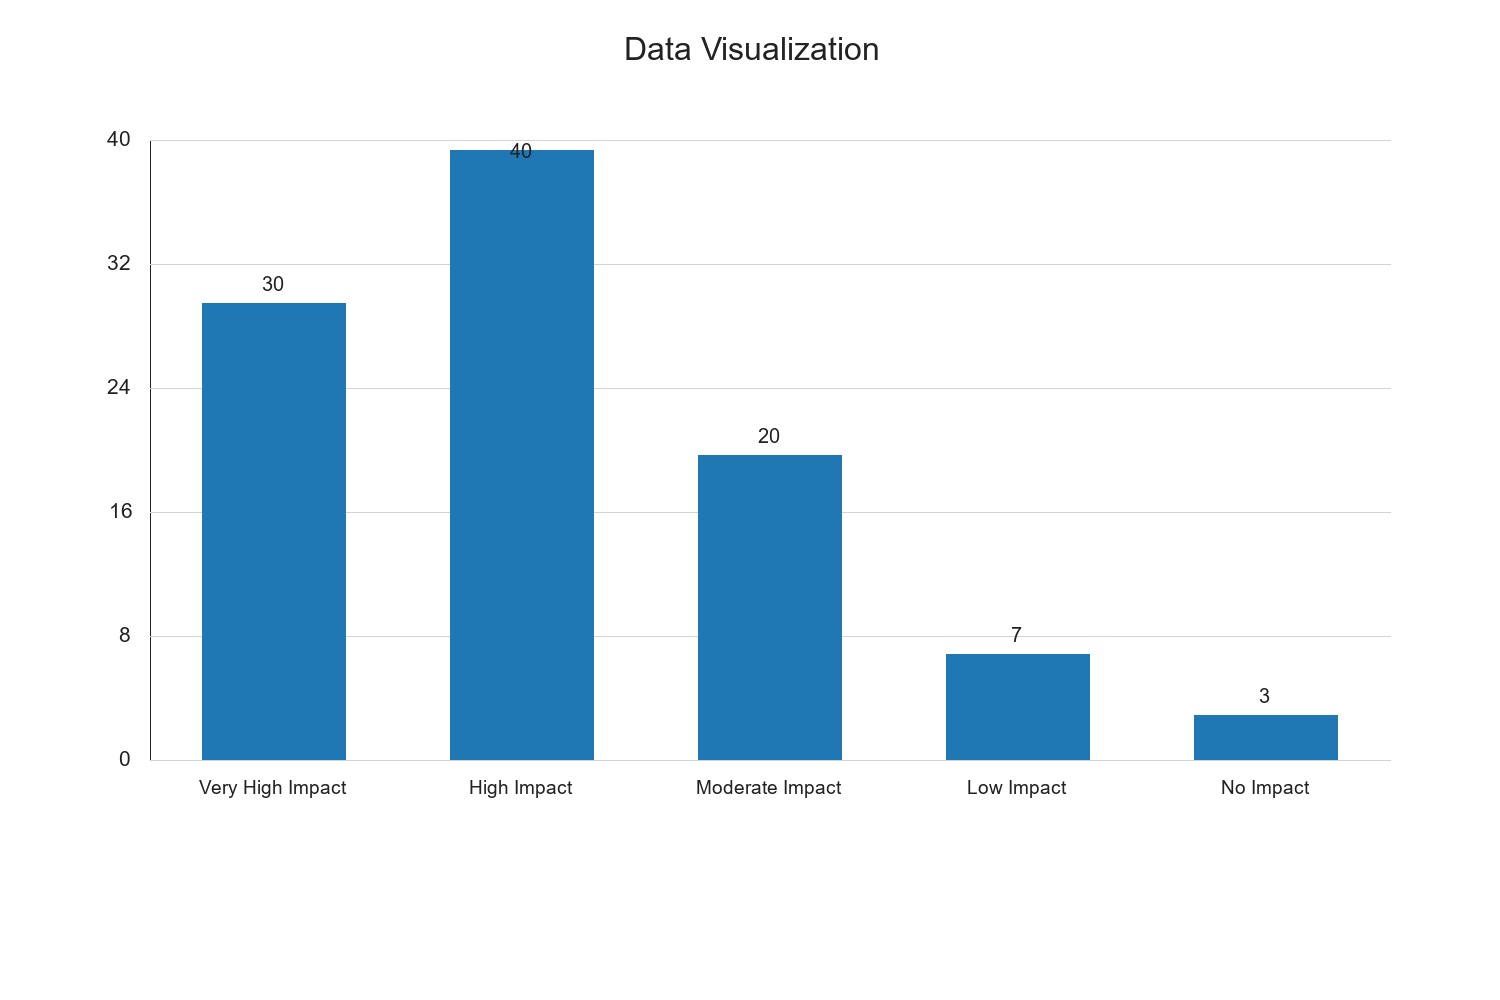 Data Visualization
40
40
32
30
24
20
16
8
7
3
0
Very High Impact
High Impact
Moderate Impact
Low Impact
No Impact